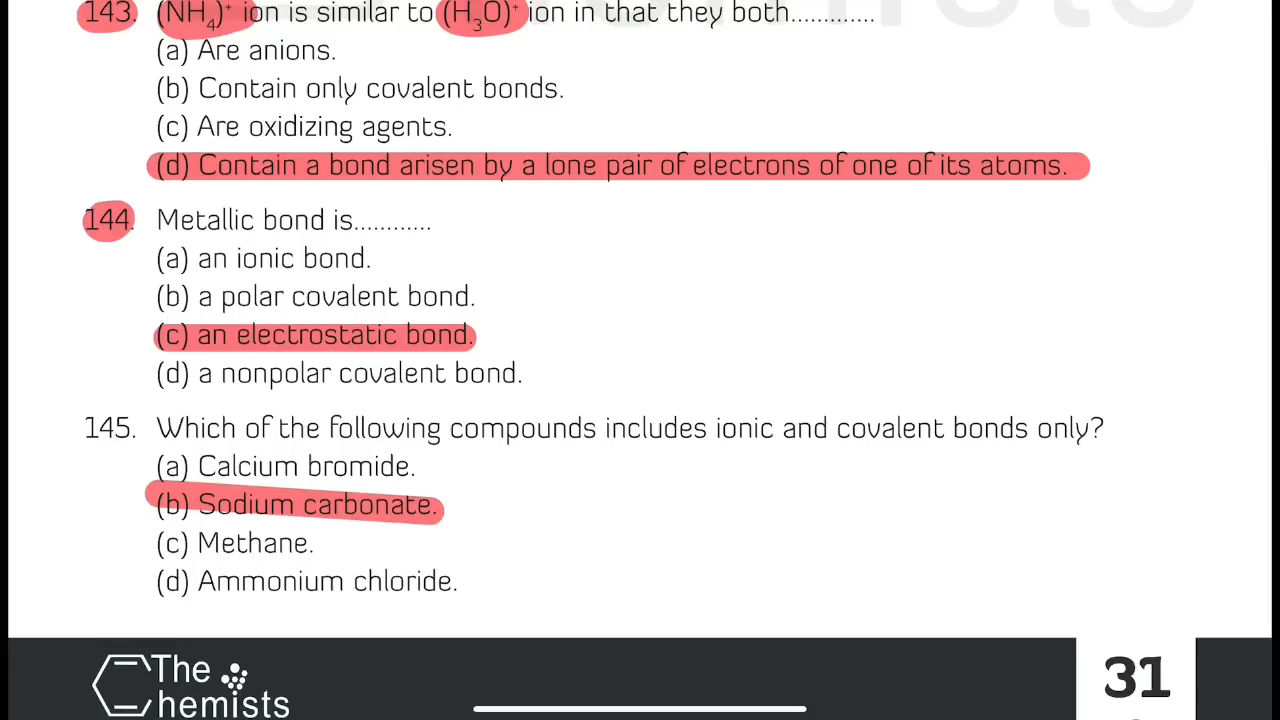 143. (NH₄)⁺ ion is similar to (H₃O)⁺ ion in that they both.............
(a) Are anions.
(b) Contain only covalent bonds.
(c) Are oxidizing agents.
(d) Contain a bond arisen by a lone pair of electrons of one of its atoms.
144. Metallic bond is............
(a) an ionic bond.
(b) a polar covalent bond.
(c) an electrostatic bond.
(d) a nonpolar covalent bond.
145. Which of the following compounds includes ionic and covalent bonds only?
(a) Calcium bromide.
(b) Sodium carbonate.
(c) Methane.
(d) Ammonium chloride.
The
Chemists
31